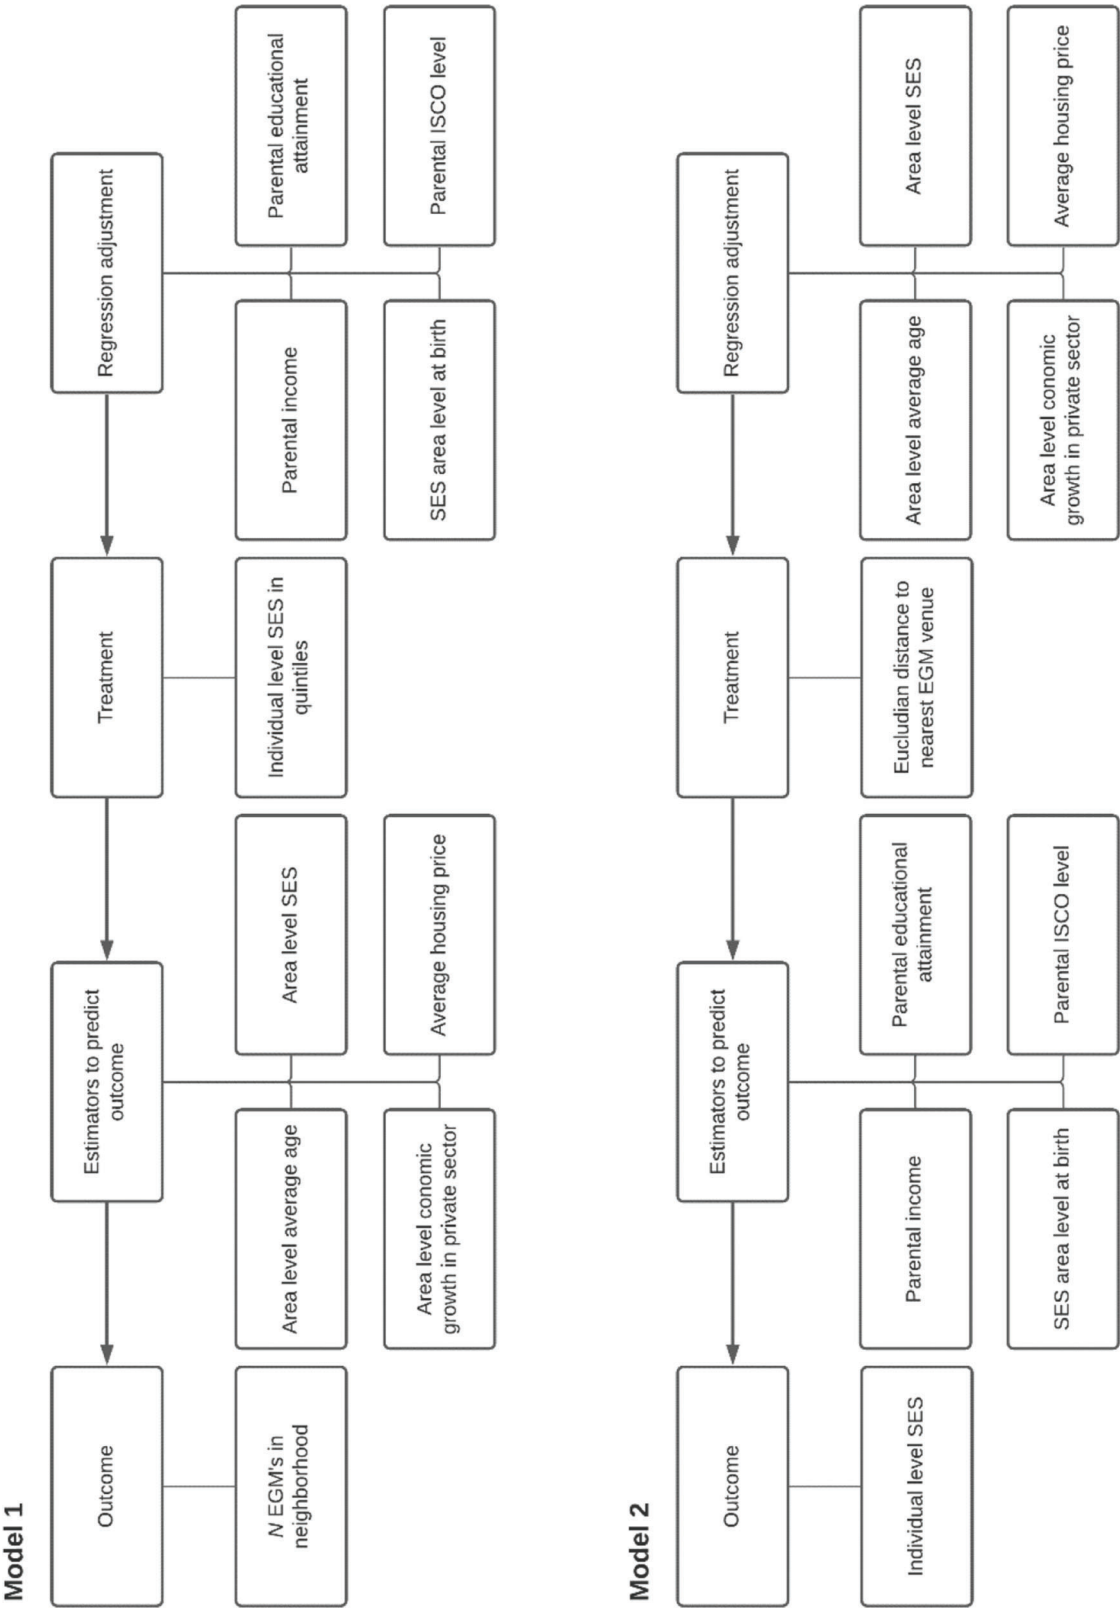 Model 1
Outcome
Estimators to predict
outcome
Treatment
Regression adjustment
N EGM's in
neighborhood
Area level average age
Area level SES
Individual level SES in
quintiles
Parental income
Parental educational
attainment
Area level conomic
growth in private sector
Average housing price
SES area level at birth
Parental ISCO level
Model 2
Outcome
Estimators to predict
outcome
Treatment
Regression adjustment
Individual level SES
Parental income
Parental educational
attainment
Eucludian distance to
nearest EGM venue
Area level average age
Area level SES
SES area level at birth
Parental ISCO level
Area level conomic
growth in private sector
Average housing price